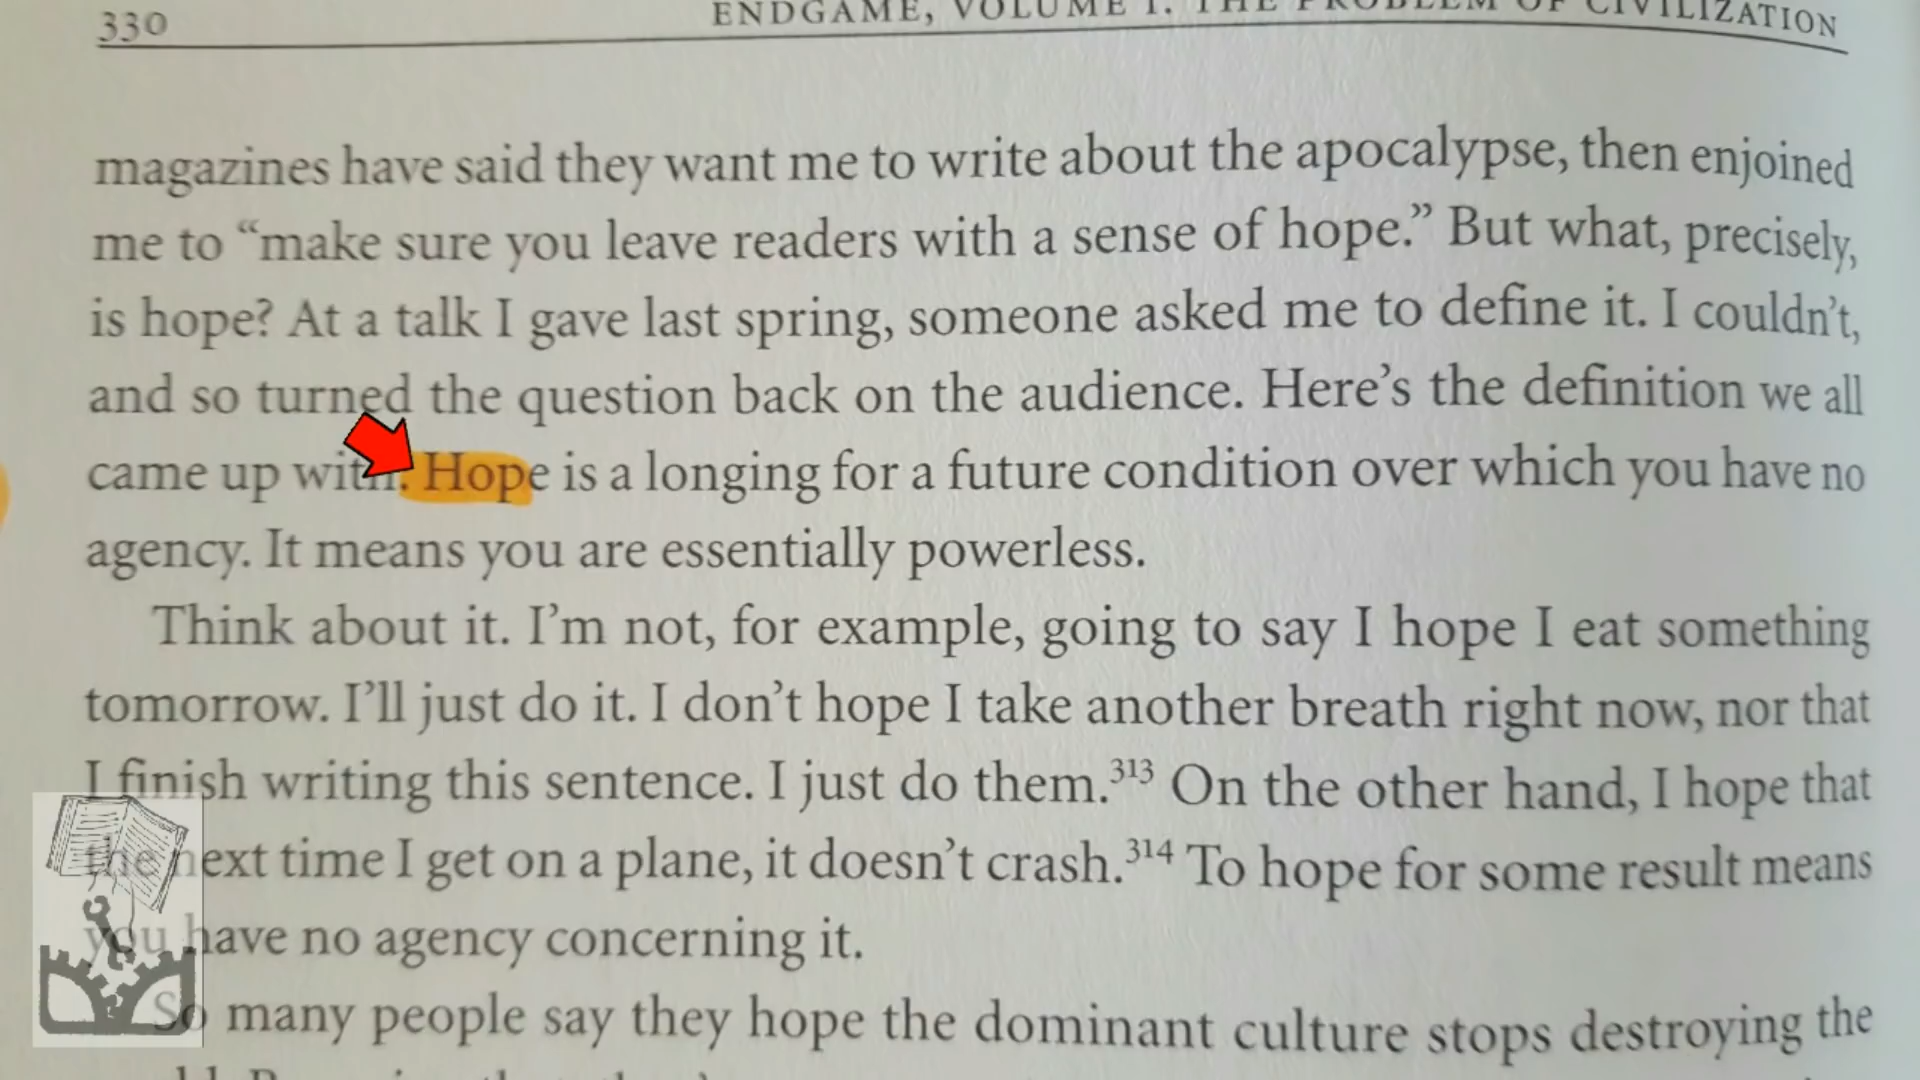 330
ENDGAME, VOLUME I: THE PROBLEM OF CIVILIZATION
magazines have said they want me to write about the apocalypse, then enjoined
me to “make sure you leave readers with a sense of hope.” But what, precisely,
is hope? At a talk I gave last spring, someone asked me to define it. I couldn’t,
and so turned the question back on the audience. Here’s the definition we all
came up with: Hope is a longing for a future condition over which you have no
agency. It means you are essentially powerless.
Think about it. I’m not, for example, going to say I hope I eat something
tomorrow. I’ll just do it. I don’t hope I take another breath right now, nor that
I finish writing this sentence. I just do them.³¹³ On the other hand, I hope that
the next time I get on a plane, it doesn’t crash.³¹⁴ To hope for some result means
you have no agency concerning it.
So many people say they hope the dominant culture stops destroying the